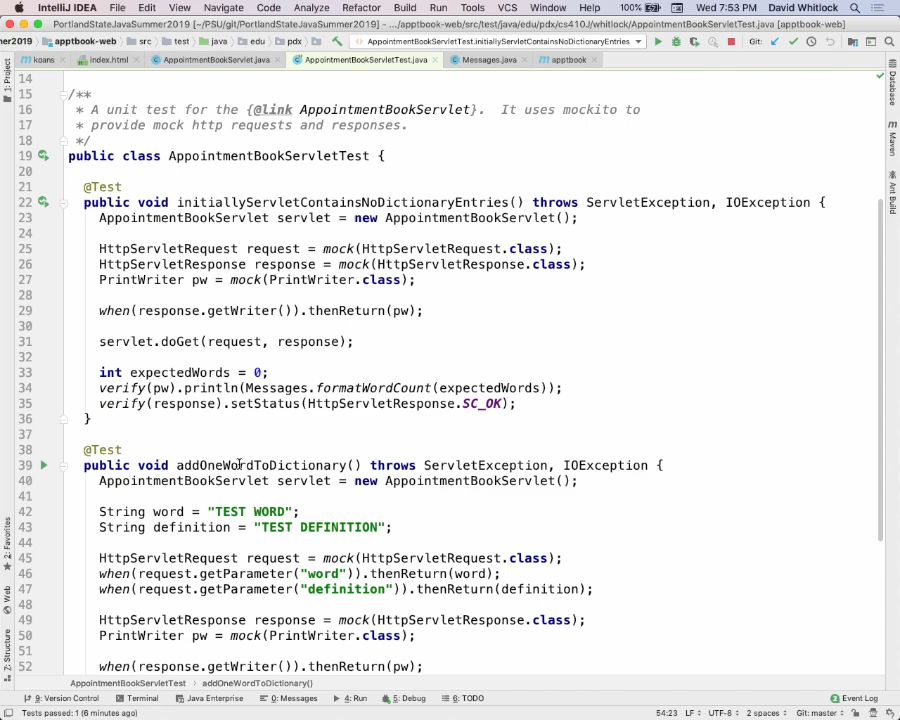 IntelliJ IDEA File Edit View Navigate Code Analyze Refactor Build Run Tools VCS Window Help 100% Wed 7:53 PM David Whitlock
PortlandStateJavaSummer2019 [~/PSU/git/PortlandStateJavaSummer2019] - .../apptbook-web/src/test/java/edu/pdx/cs410J/whitlock/AppointmentBookServletTest.java [apptbook-web]
ner2019 apptbook-web src test java edu pdx AppointmentBookServletTest.initiallyServletContainsNoDictionaryEntries Git:
koans index.html AppointmentBookServlet.java AppointmentBookServletTest.java Messages.java apptbook
14
15 /**
16 * A unit test for the {@link AppointmentBookServlet}. It uses mockito to
17 * provide mock http requests and responses.
18 */
19 public class AppointmentBookServletTest {
20
21 @Test
22 public void initiallyServletContainsNoDictionaryEntries() throws ServletException, IOException {
23 AppointmentBookServlet servlet = new AppointmentBookServlet();
24
25 HttpServletRequest request = mock(HttpServletRequest.class);
26 HttpServletResponse response = mock(HttpServletResponse.class);
27 PrintWriter pw = mock(PrintWriter.class);
28
29 when(response.getWriter()).thenReturn(pw);
30
31 servlet.doGet(request, response);
32
33 int expectedWords = 0;
34 verify(pw).println(Messages.formatWordCount(expectedWords));
35 verify(response).setStatus(HttpServletResponse.SC_OK);
36 }
37
38 @Test
39 public void addOneWordToDictionary() throws ServletException, IOException {
40 AppointmentBookServlet servlet = new AppointmentBookServlet();
41
42 String word = "TEST WORD";
43 String definition = "TEST DEFINITION";
44
45 HttpServletRequest request = mock(HttpServletRequest.class);
46 when(request.getParameter("word")).thenReturn(word);
47 when(request.getParameter("definition")).thenReturn(definition);
48
49 HttpServletResponse response = mock(HttpServletResponse.class);
50 PrintWriter pw = mock(PrintWriter.class);
51
52 when(response.getWriter()).thenReturn(pw);
1: Project
2: Favorites
Web
7: Structure
Database
Maven
Ant Build
AppointmentBookServletTest addOneWordToDictionary()
9: Version Control Terminal Java Enterprise 0: Messages 4: Run 5: Debug 6: TODO Event Log
Tests passed: 1 (6 minutes ago) 54:23 LF UTF-8 2 spaces Git: master